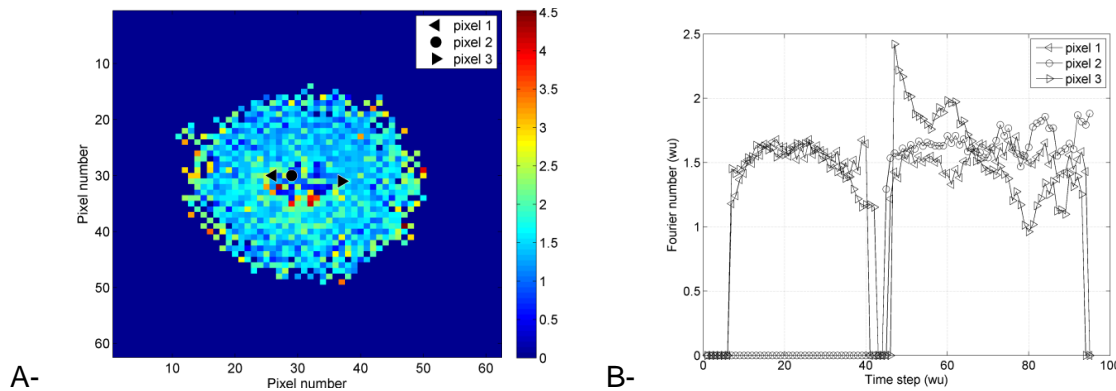 pixel 1
pixel 2
pixel 3
10
20
30
40
50
60
Pixel number
10 20 30 40 50 60
Pixel number
4.5
4
3.5
3
2.5
2
1.5
1
0.5
0
A-
pixel 1
pixel 2
pixel 3
2.5
2
1.5
1
0.5
0
Fourier number (wu)
0 20 40 60 80 100
Time step (wu)
B-